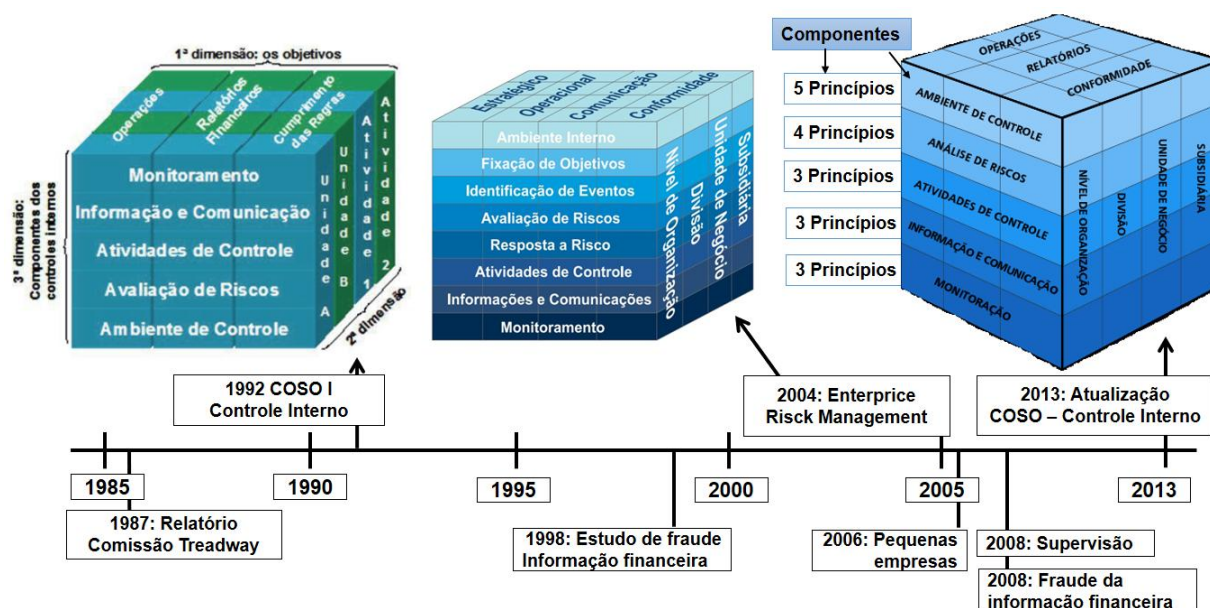 1ª dimensão: os objetivos
Operações
Relatórios
Financeiros
Cumprimento
das Regras
3ª dimensão:
Componentes dos
controles internos
Monitoramento
Informação e Comunicação
Atividades de Controle
Avaliação de Riscos
Ambiente de Controle
Unidade A
Unidade B
Atividade 1
Atividade 2
2ª dimensão
Estratégico
Operacional
Comunicação
Conformidade
Ambiente Interno
Fixação de Objetivos
Identificação de Eventos
Avaliação de Riscos
Resposta a Risco
Atividades de Controle
Informações e Comunicações
Monitoramento
Nível de Organização
Divisão
Unidade de Negócio
Subsidiária
Componentes
5 Princípios
4 Princípios
3 Princípios
3 Princípios
3 Princípios
OPERAÇÕES
RELATÓRIOS
CONFORMIDADE
AMBIENTE DE CONTROLE
ANÁLISE DE RISCOS
ATIVIDADES DE CONTROLE
INFORMAÇÃO E COMUNICAÇÃO
MONITORAÇÃO
NÍVEL DE ORGANIZAÇÃO
DIVISÃO
UNIDADE DE NEGÓCIO
SUBSIDIÁRIA
1992 COSO I
Controle Interno
2004: Enterprice
Risck Management
2013: Atualização
COSO – Controle Interno
1985
1990
1995
2000
2005
2013
1987: Relatório
Comissão Treadway
1998: Estudo de fraude
Informação financeira
2006: Pequenas
empresas
2008: Supervisão
2008: Fraude da
informação financeira